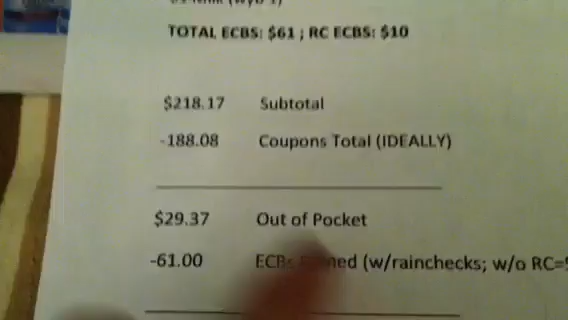 TOTAL ECBS: $61 ; RC ECBS: $10
$218.17 Subtotal
-188.08 Coupons Total (IDEALLY)
$29.37 Out of Pocket
-61.00 ECBs (w/rainchecks; w/o RC=